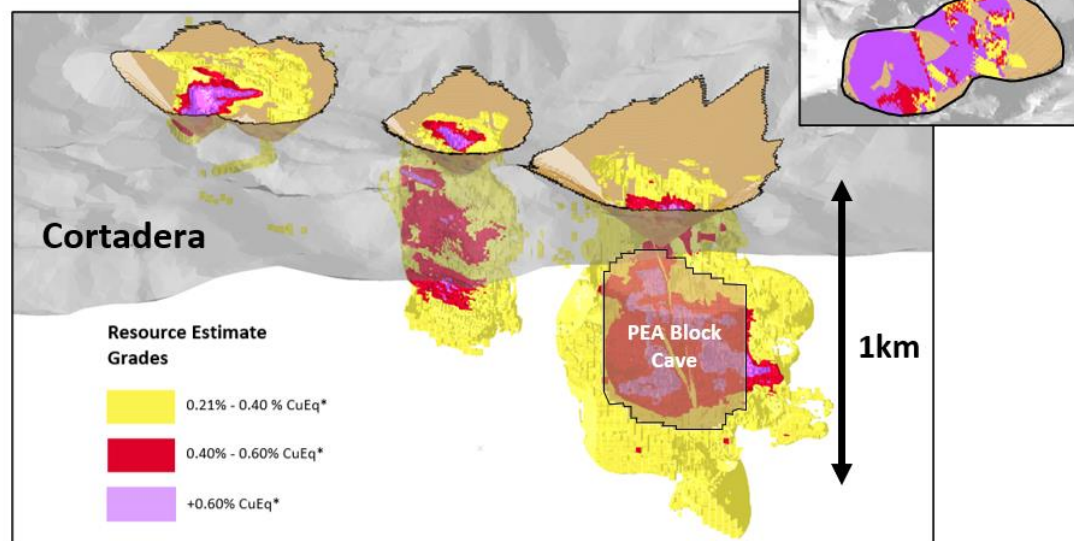 Cortadera
Resource Estimate
Grades
0.21% - 0.40 % CuEq*
0.40% - 0.60% CuEq*
+0.60% CuEq*
PEA Block
Cave
1km